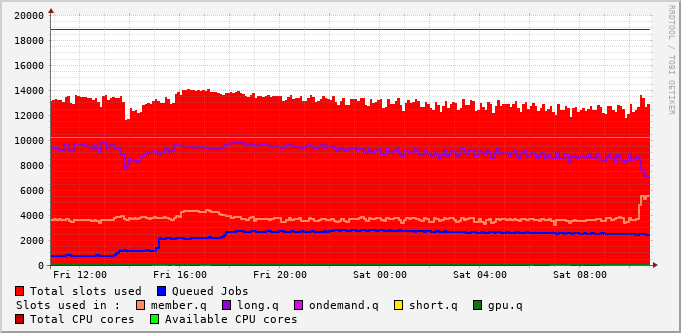 RRDTOOL / TOBI OETIKER
20000
18000
16000
14000
12000
10000
8000
6000
4000
2000
0
Fri 12:00 Fri 16:00 Fri 20:00 Sat 00:00 Sat 04:00 Sat 08:00
Total slots used Queued Jobs
Slots used in : member.q long.q ondemand.q short.q gpu.q
Total CPU cores Available CPU cores